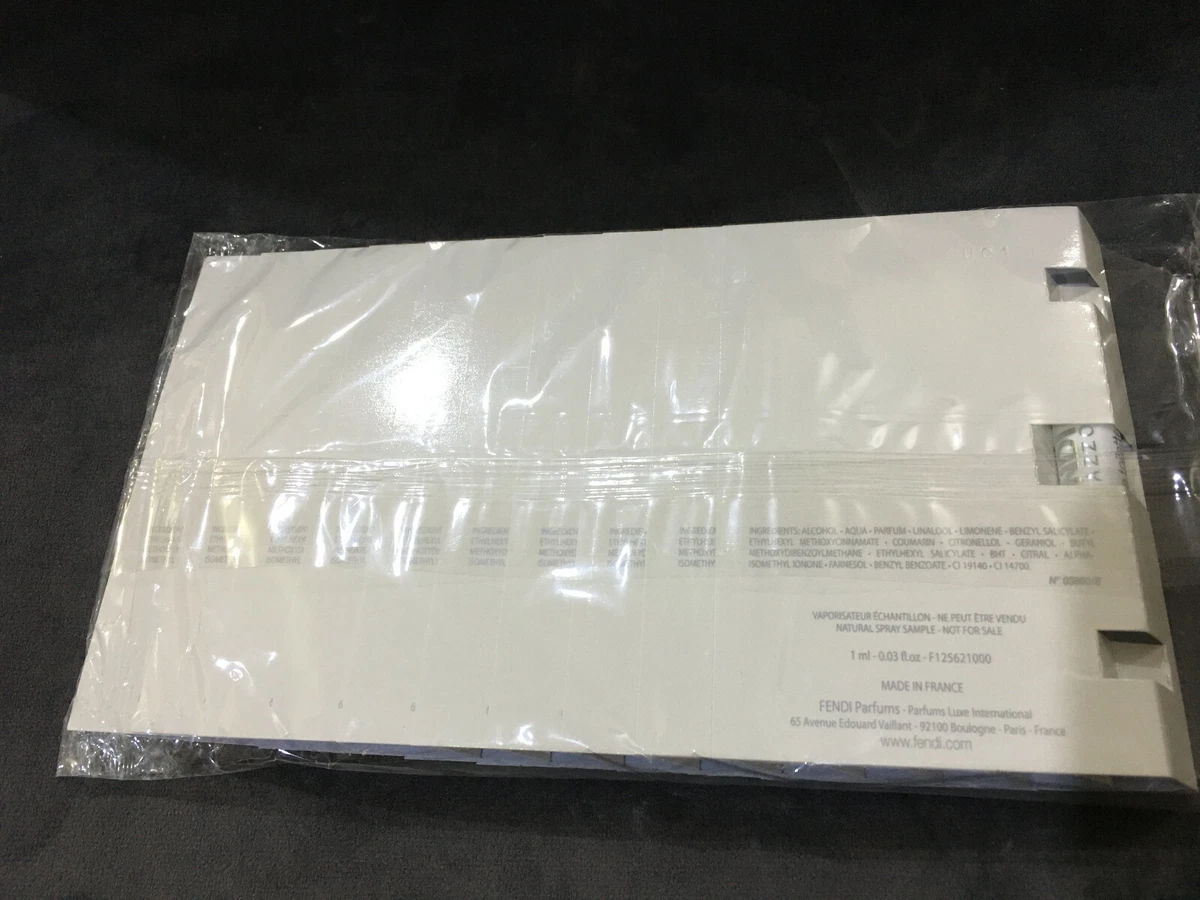 AZZO
INGREDIENTS: ALCOHOL • AQUA • PARFUM • LINALOOL • LIMONENE • BENZYL SALICYLATE •
ETHYLHEXYL METHOXYCINNAMATE • COUMARIN • CITRONELLOL • GERANIOL • BUTYL
METHOXYDIBENZOYLMETHANE • ETHYLHEXYL SALICYLATE • BHT • CITRAL • ALPHA-
ISOMETHYL IONONE • FARNESOL • BENZYL BENZOATE • CI 19140 • CI 14700
N°
VAPORISATEUR ÉCHANTILLON - NE PEUT ÊTRE VENDU
NATURAL SPRAY SAMPLE - NOT FOR SALE
1 ml - 0.03 fl.oz - F125621000
MADE IN FRANCE
FENDI Parfums - Parfums Luxe International
65 Avenue Edouard Vaillant - 92100 Boulogne - Paris - France
www.fendi.com